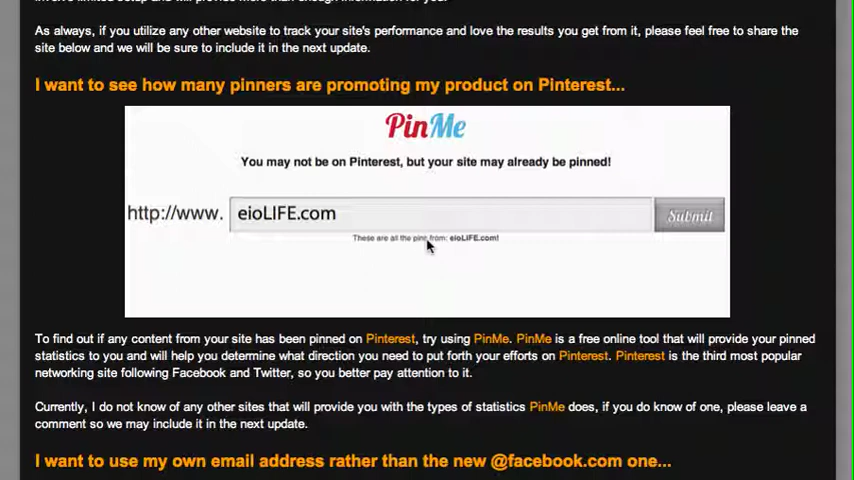 As always, if you utilize any other website to track your site's performance and love the results you get from it, please feel free to share the
site below and we will be sure to include it in the next update.
I want to see how many pinners are promoting my product on Pinterest...
PinMe
You may not be on Pinterest, but your site may already be pinned!
http://www. eioLIFE.com Submit
These are all the pins from: eioLIFE.com!
To find out if any content from your site has been pinned on Pinterest, try using PinMe. PinMe is a free online tool that will provide your pinned
statistics to you and will help you determine what direction you need to put forth your efforts on Pinterest. Pinterest is the third most popular
networking site following Facebook and Twitter, so you better pay attention to it.
Currently, I do not know of any other sites that will provide you with the types of statistics PinMe does, if you do know of one, please leave a
comment so we may include it in the next update.
I want to use my own email address rather than the new @facebook.com one...